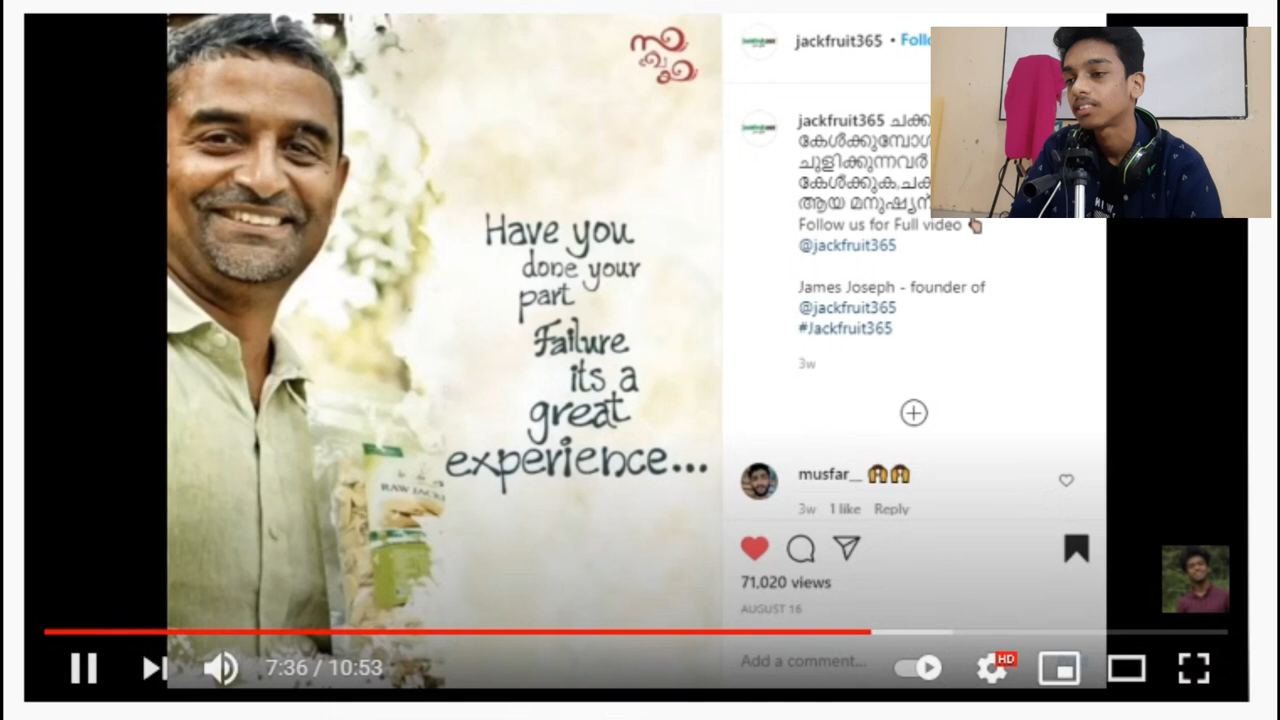 Have you
done your
part
Failure
its a
great
experience...
RAW JACK
jackfruit365 • Follo
jackfruit365 ചക്ക
കേൾക്കുമ്പോൾ
ചുളിക്കുന്നവർ
കേൾക്കുക,ചക
ആയ മനുഷ്യന്
Follow us for Full video
@jackfruit365
James Joseph - founder of
@jackfruit365
#Jackfruit365
3w
musfar__
3w 1 like Reply
71,020 views
AUGUST 16
Add a comment...
7:36 / 10:53
HD